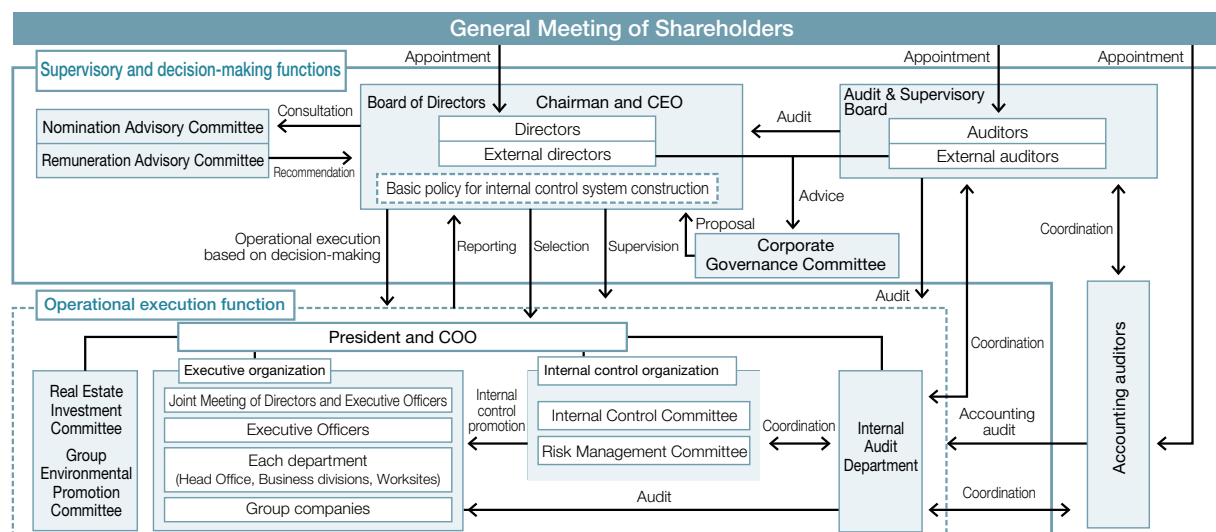 General Meeting of Shareholders
Appointment
Appointment
Appointment
Supervisory and decision-making functions
Board of Directors
Chairman and CEO
Directors
External directors
Basic policy for internal control system construction
Audit & Supervisory
Board
Auditors
External auditors
Nomination Advisory Committee
Remuneration Advisory Committee
Consultation
Recommendation
Audit
Advice
Operational execution
based on decision-making
Reporting
Selection
Supervision
Proposal
Corporate
Governance Committee
Audit
Coordination
Operational execution function
President and COO
Real Estate
Investment
Committee
Group
Environmental
Promotion
Committee
Executive organization
Joint Meeting of Directors and Executive Officers
Executive Officers
Each department
(Head Office, Business divisions, Worksites)
Group companies
Internal
control
promotion
Internal control organization
Internal Control Committee
Risk Management Committee
Coordination
Internal
Audit
Department
Audit
Coordination
Accounting
audit
Coordination
Accounting auditors